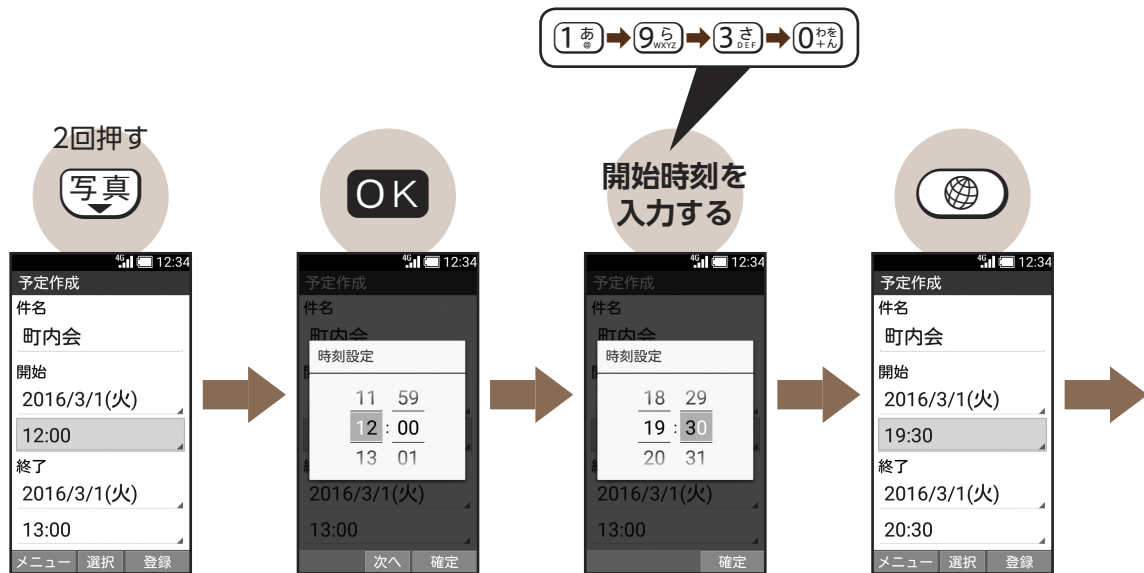 1 あ @ 9 ら WXYZ 3 さ DEF 0 わをん +
2回押す
写真
OK
開始時刻を
入力する
4G 12:34
予定作成
件名
町内会
開始
2016/3/1(火)
12:00
終了
2016/3/1(火)
13:00
メニュー 選択 登録
4G 12:34
予定作成
件名
町内会
時刻設定
11 59
12 : 00
13 01
2016/3/1(火)
13:00
次へ 確定
4G 12:34
予定作成
件名
町内会
時刻設定
18 29
19 : 30
20 31
2016/3/1(火)
13:00
確定
4G 12:34
予定作成
件名
町内会
開始
2016/3/1(火)
19:30
終了
2016/3/1(火)
20:30
メニュー 選択 登録